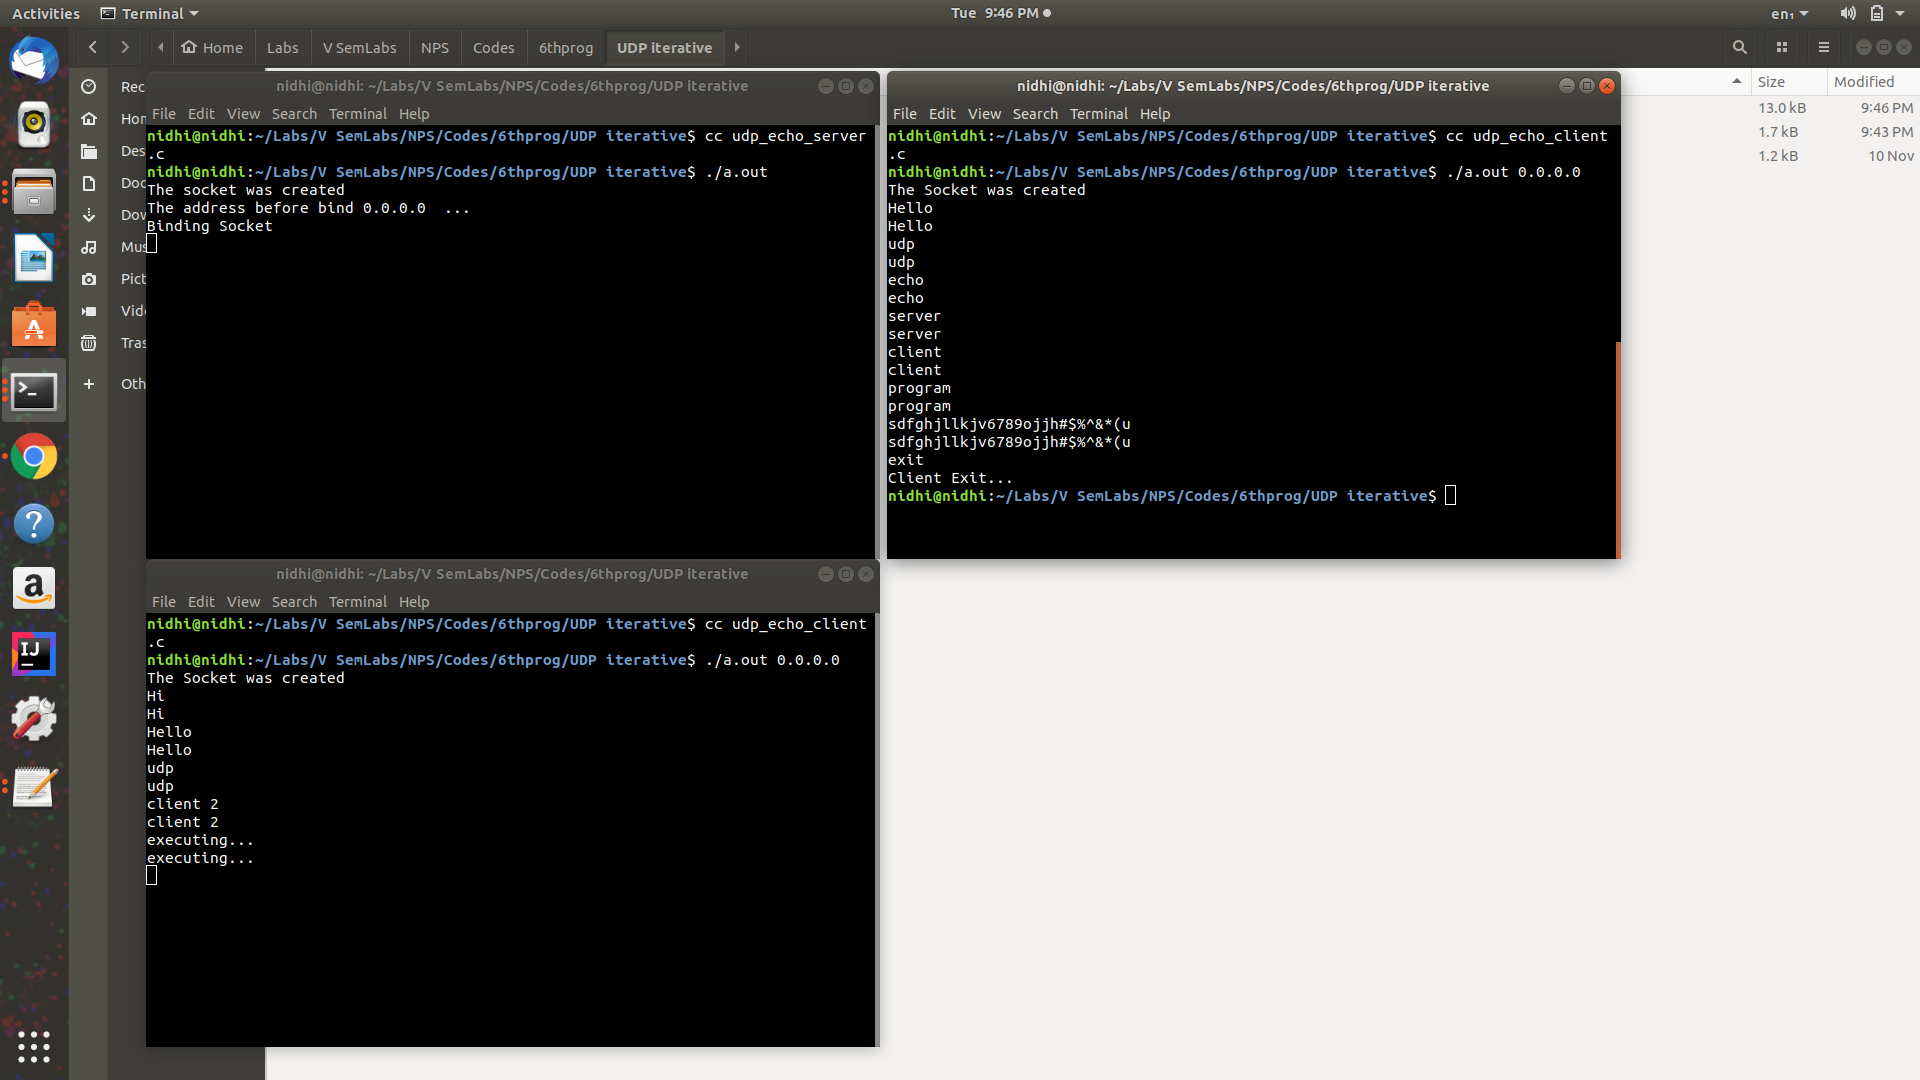 Activities
Terminal
Tue 9:46 PM
en₁
Home
Labs
V SemLabs
NPS
Codes
6thprog
UDP iterative
Size
Modified
13.0 kB
9:46 PM
1.7 kB
9:43 PM
1.2 kB
10 Nov
Rec
Hon
Des
Doc
Dov
Mus
Pict
Vide
Tras
Oth
nidhi@nidhi: ~/Labs/V SemLabs/NPS/Codes/6thprog/UDP iterative
File Edit View Search Terminal Help
nidhi@nidhi:~/Labs/V SemLabs/NPS/Codes/6thprog/UDP iterative$ cc udp_echo_server
.c
nidhi@nidhi:~/Labs/V SemLabs/NPS/Codes/6thprog/UDP iterative$ ./a.out
The socket was created
The address before bind 0.0.0.0  ...
Binding Socket
nidhi@nidhi: ~/Labs/V SemLabs/NPS/Codes/6thprog/UDP iterative
File Edit View Search Terminal Help
nidhi@nidhi:~/Labs/V SemLabs/NPS/Codes/6thprog/UDP iterative$ cc udp_echo_client
.c
nidhi@nidhi:~/Labs/V SemLabs/NPS/Codes/6thprog/UDP iterative$ ./a.out 0.0.0.0
The Socket was created
Hello
Hello
udp
udp
echo
echo
server
server
client
client
program
program
sdfghjllkjv6789ojjh#$%^&*(u
sdfghjllkjv6789ojjh#$%^&*(u
exit
Client Exit...
nidhi@nidhi:~/Labs/V SemLabs/NPS/Codes/6thprog/UDP iterative$
nidhi@nidhi: ~/Labs/V SemLabs/NPS/Codes/6thprog/UDP iterative
File Edit View Search Terminal Help
nidhi@nidhi:~/Labs/V SemLabs/NPS/Codes/6thprog/UDP iterative$ cc udp_echo_client
.c
nidhi@nidhi:~/Labs/V SemLabs/NPS/Codes/6thprog/UDP iterative$ ./a.out 0.0.0.0
The Socket was created
Hi
Hi
Hello
Hello
udp
udp
client 2
client 2
executing...
executing...